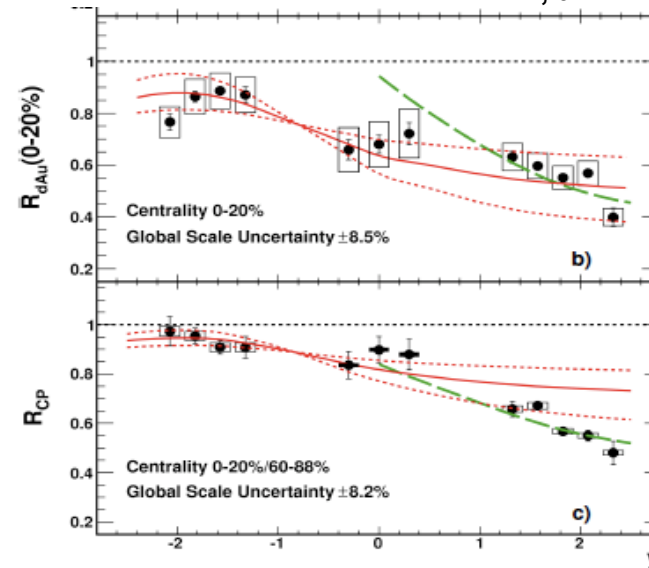 1
0.8
0.6
0.4
0.2
R_dAu(0-20%)
Centrality 0-20%
Global Scale Uncertainty ±8.5%
b)
1
0.8
0.6
0.4
0.2
R_CP
Centrality 0-20%/60-88%
Global Scale Uncertainty ±8.2%
c)
-2 -1 0 1 2